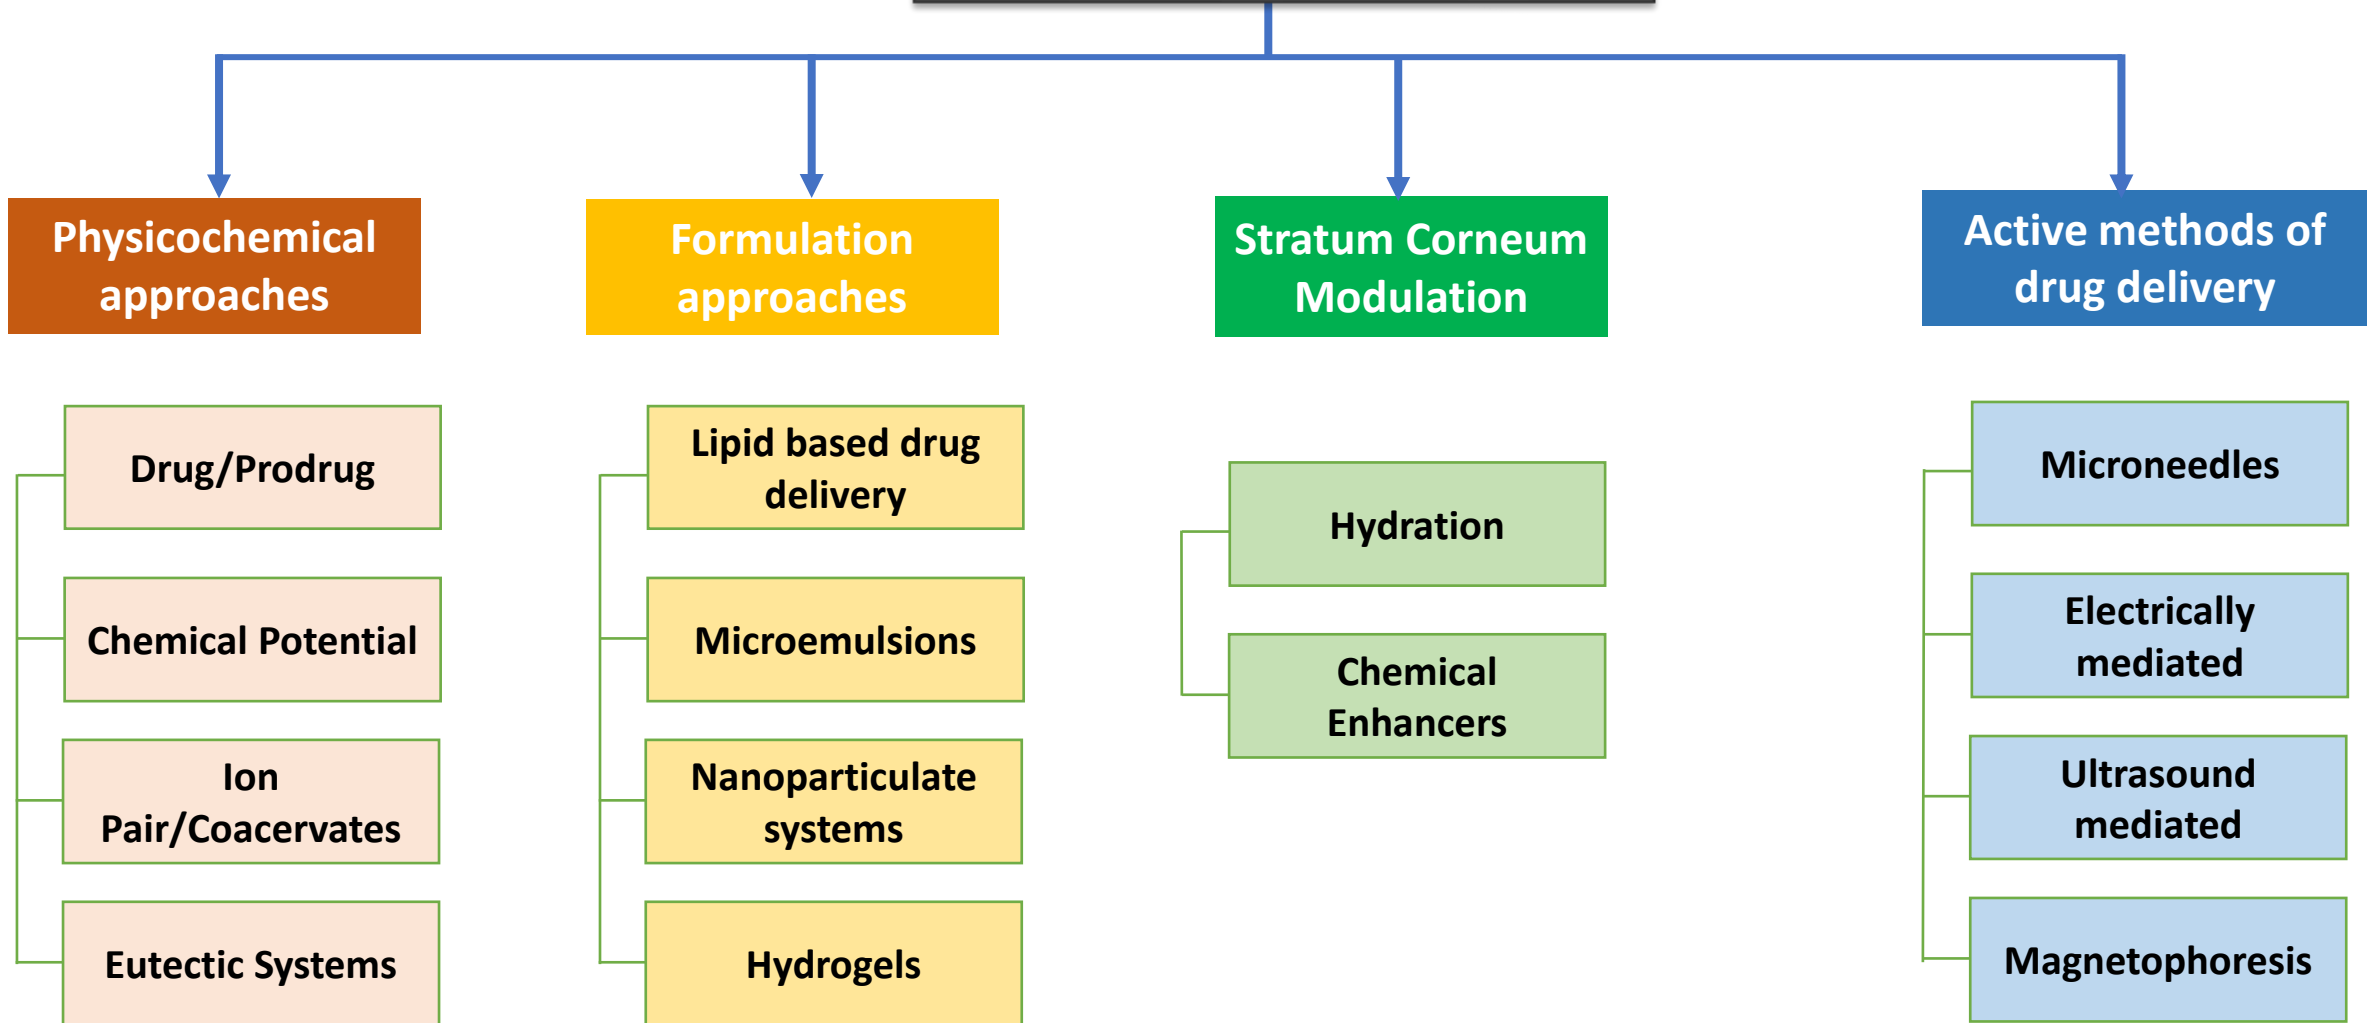 Physicochemical
approaches
Formulation
approaches
Stratum Corneum
Modulation
Active methods of
drug delivery
Drug/Prodrug
Chemical Potential
Ion
Pair/Coacervates
Eutectic Systems
Lipid based drug
delivery
Microemulsions
Nanoparticulate
systems
Hydrogels
Hydration
Chemical
Enhancers
Microneedles
Electrically
mediated
Ultrasound
mediated
Magnetophoresis